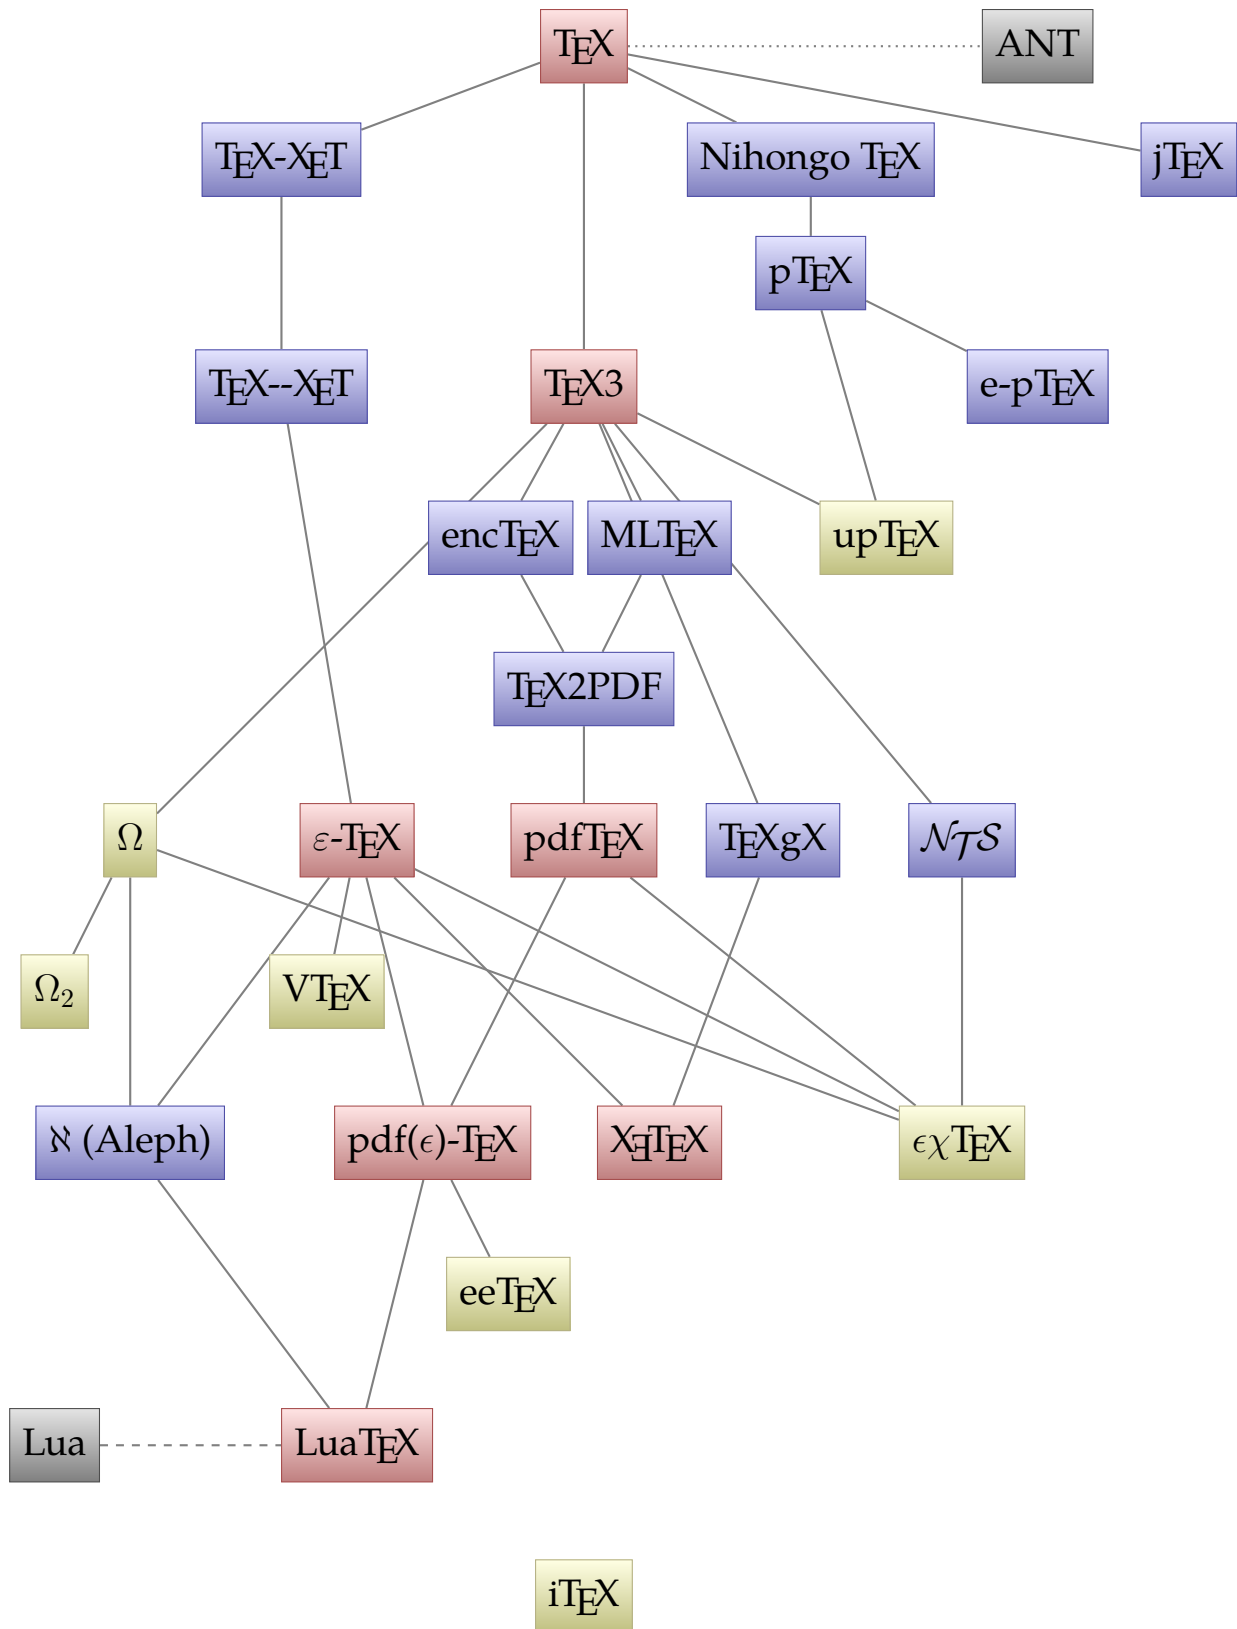 TEX
ANT
TEX-XET
Nihongo TEX
jTEX
pTEX
TEX--XET
TEX3
e-pTEX
encTEX
MLTEX
upTEX
TEX2PDF
Ω
ε-TEX
pdfTEX
TEXgX
NTS
Ω₂
VTEX
ℵ (Aleph)
pdf(ϵ)-TEX
XƎTEX
ϵχTEX
eeTEX
Lua
LuaTEX
iTEX